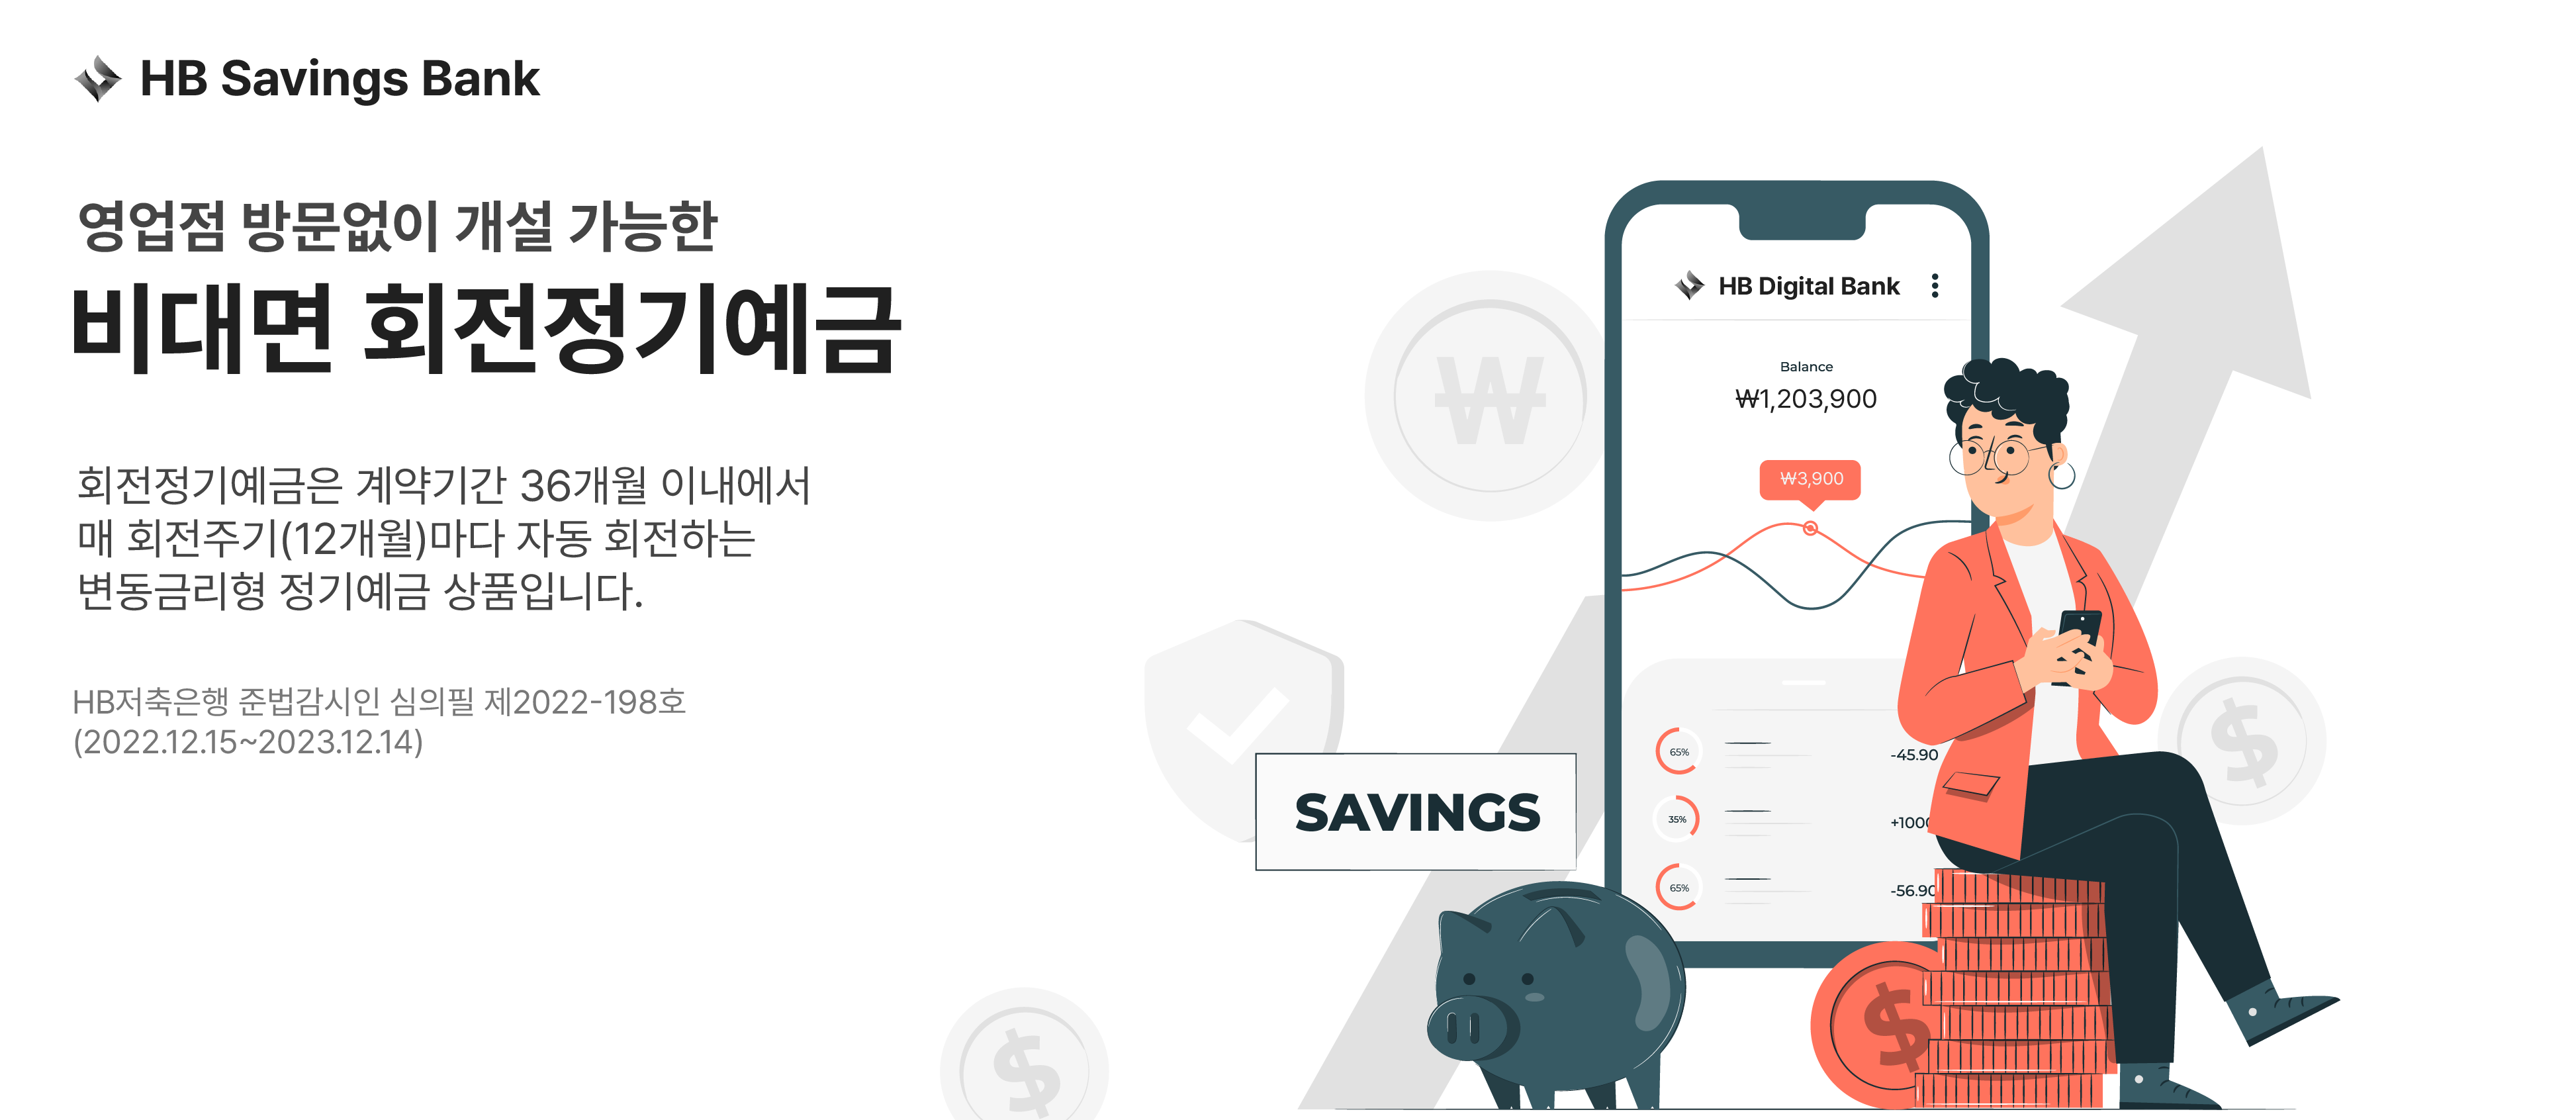 HB Savings Bank
영업점 방문없이 개설 가능한
비대면 회전정기예금
회전정기예금은 계약기간 36개월 이내에서
매 회전주기(12개월)마다 자동 회전하는
변동금리형 정기예금 상품입니다.
HB저축은행 준법감시인 심의필 제2022-198호
(2022.12.15~2023.12.14)
₩
HB Digital Bank
Balance
₩1,203,900
₩3,900
65%
-45.90
35%
+100
65%
-56.90
SAVINGS
$
$
$